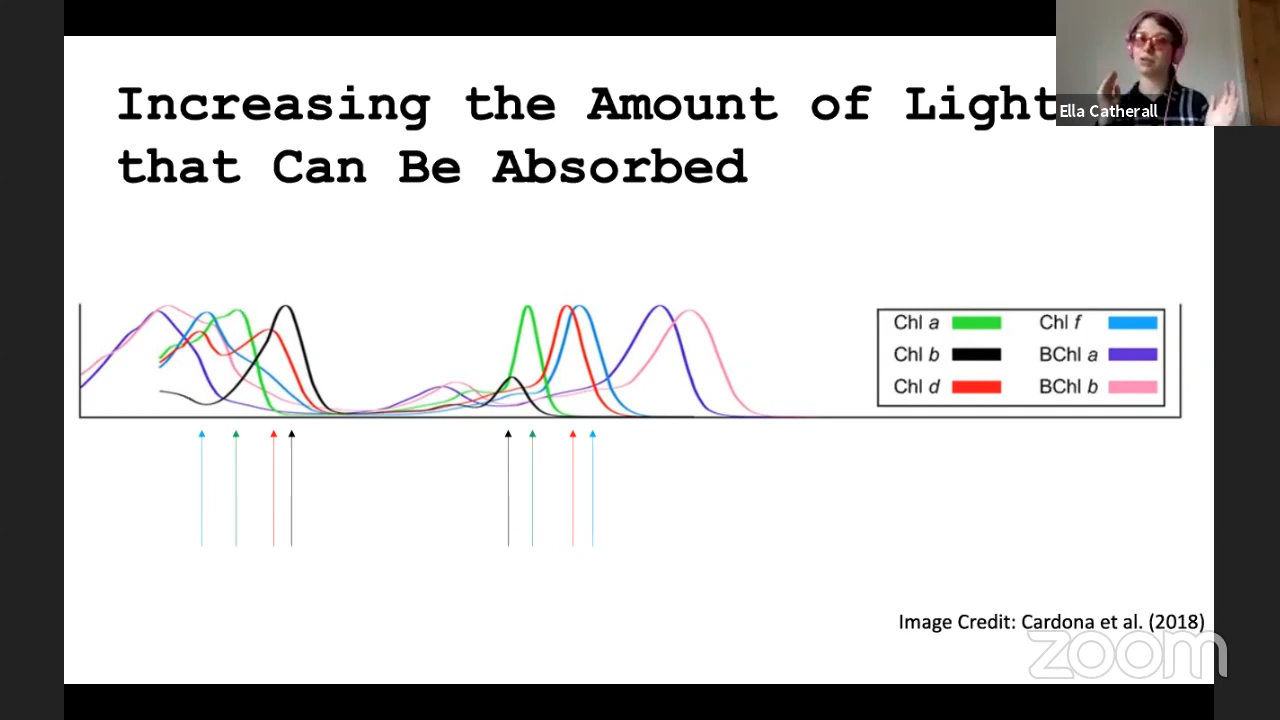 Increasing the Amount of Light
that Can Be Absorbed
Ella Catherall
Chl a
Chl f
Chl b
BChl a
Chl d
BChl b
Image Credit: Cardona et al. (2018)
zoom